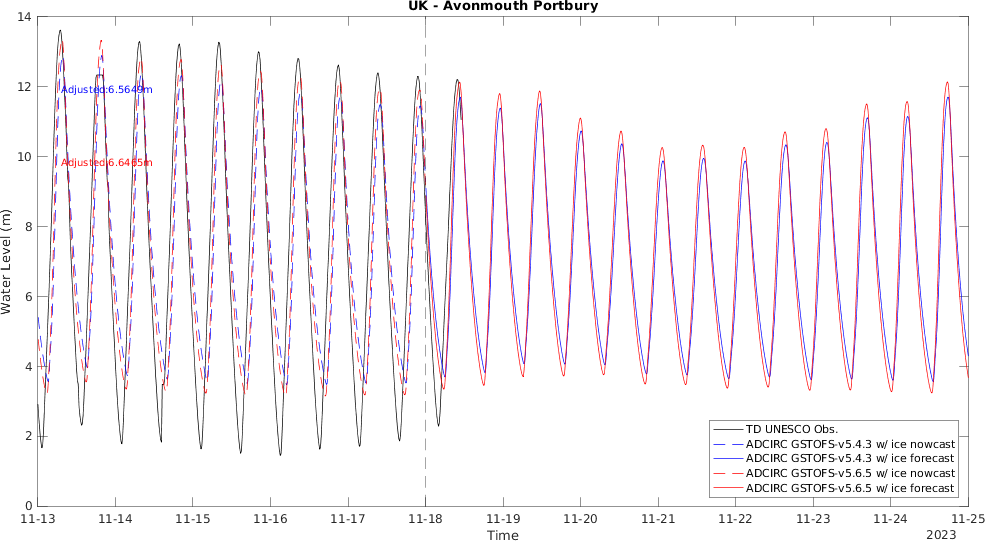 UK - Avonmouth Portbury
14
12
10
8
6
4
2
0
Water Level (m)
Adjusted:6.5649m
Adjusted:6.6465m
TD UNESCO Obs.
ADCIRC GSTOFS-v5.4.3 w/ ice nowcast
ADCIRC GSTOFS-v5.4.3 w/ ice forecast
ADCIRC GSTOFS-v5.6.5 w/ ice nowcast
ADCIRC GSTOFS-v5.6.5 w/ ice forecast
11-13 11-14 11-15 11-16 11-17 11-18 11-19 11-20 11-21 11-22 11-23 11-24 11-25
Time
2023